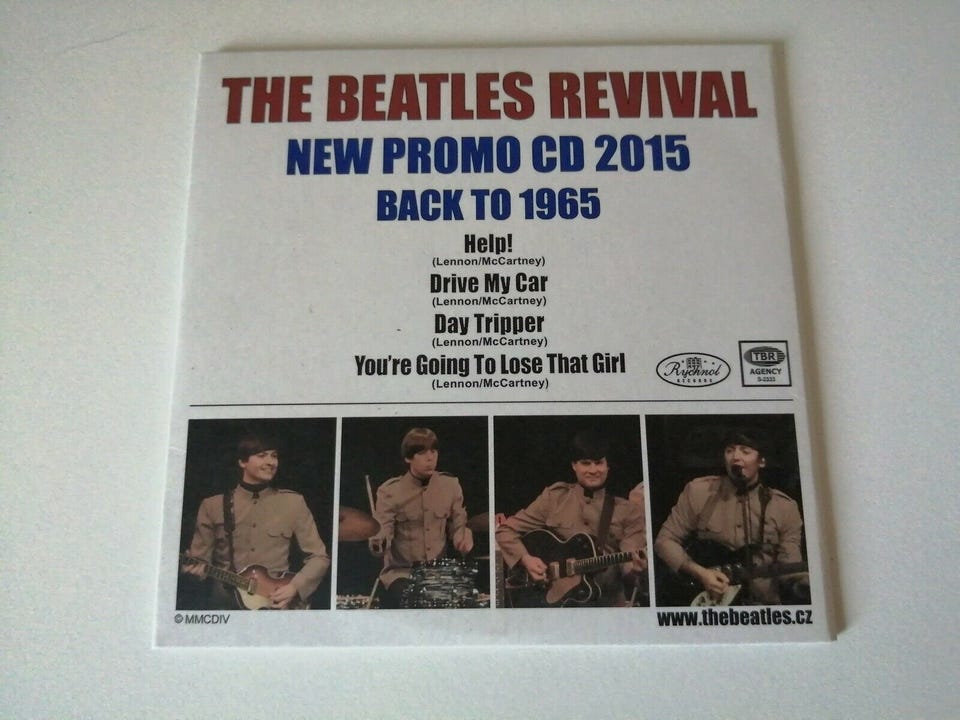 THE BEATLES REVIVAL
NEW PROMO CD 2015
BACK TO 1965
Help!
(Lennon/McCartney)
Drive My Car
(Lennon/McCartney)
Day Tripper
(Lennon/McCartney)
You're Going To Lose That Girl
(Lennon/McCartney)
Rychnol
RECORDS
TBR
AGENCY
S-2333
© MMCDIV
www.thebeatles.cz